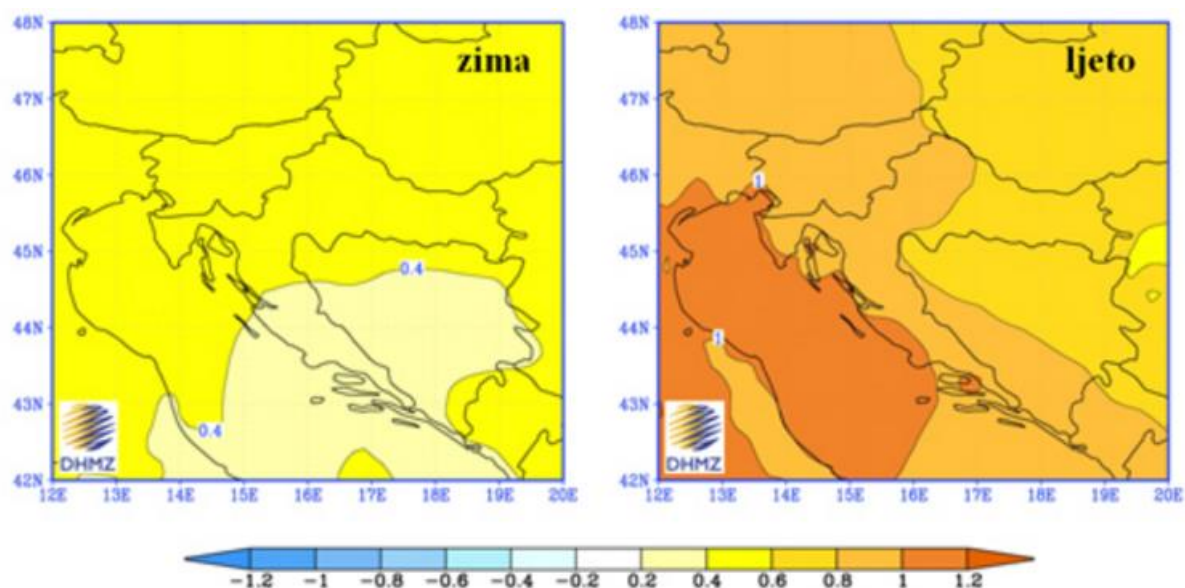 zima
48N
47N
46N
45N
44N
43N
42N
0.4
0.4
DHMZ
12E 13E 14E 15E 16E 17E 18E 19E 20E
ljeto
48N
47N
46N
45N
44N
43N
42N
1
1
DHMZ
12E 13E 14E 15E 16E 17E 18E 19E 20E
-1.2 -1 -0.8 -0.6 -0.4 -0.2 0.2 0.4 0.6 0.8 1 1.2